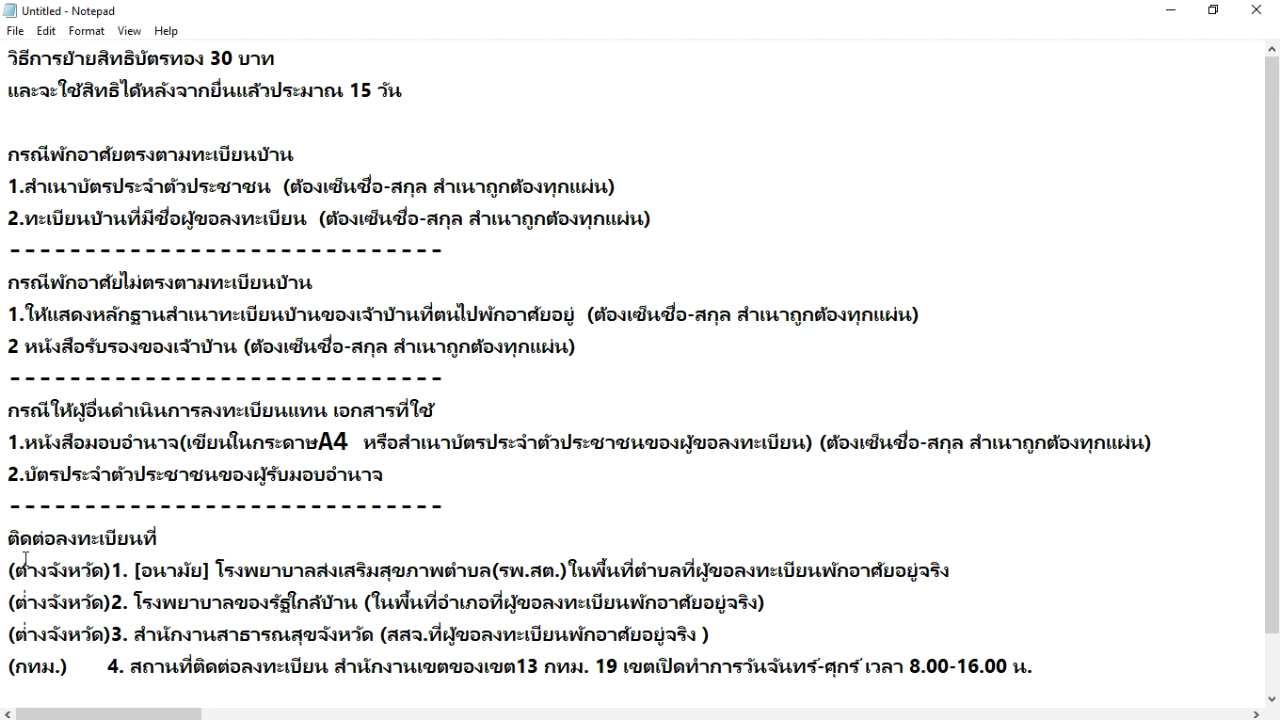 Untitled - Notepad
File Edit Format View Help
วิธีการย้ายสิทธิบัตรทอง 30 บาท
และจะใช้สิทธิได้หลังจากยื่นแล้วประมาณ 15 วัน
กรณีพักอาศัยตรงตามทะเบียนบ้าน
1.สำเนาบัตรประจำตัวประชาชน (ต้องเซ็นชื่อ-สกุล สำเนาถูกต้องทุกแผ่น)
2.ทะเบียนบ้านที่มีชื่อผู้ขอลงทะเบียน (ต้องเซ็นชื่อ-สกุล สำเนาถูกต้องทุกแผ่น)
- - - - - - - - - - - - - - - - - - - - - - - - - - - - -
กรณีพักอาศัยไม่ตรงตามทะเบียนบ้าน
1.ให้แสดงหลักฐานสำเนาทะเบียนบ้านของเจ้าบ้านที่ตนไปพักอาศัยอยู่ (ต้องเซ็นชื่อ-สกุล สำเนาถูกต้องทุกแผ่น)
2 หนังสือรับรองของเจ้าบ้าน (ต้องเซ็นชื่อ-สกุล สำเนาถูกต้องทุกแผ่น)
- - - - - - - - - - - - - - - - - - - - - - - - - - - - -
กรณีให้ผู้อื่นดำเนินการลงทะเบียนแทน เอกสารที่ใช้
1.หนังสือมอบอำนาจ(เขียนในกระดาษA4 หรือสำเนาบัตรประจำตัวประชาชนของผู้ขอลงทะเบียน) (ต้องเซ็นชื่อ-สกุล สำเนาถูกต้องทุกแผ่น)
2.บัตรประจำตัวประชาชนของผู้รับมอบอำนาจ
- - - - - - - - - - - - - - - - - - - - - - - - - - - - -
ติดต่อลงทะเบียนที่
(ต่างจังหวัด)1. [อนามัย] โรงพยาบาลส่งเสริมสุขภาพตำบล(รพ.สต.)ในพื้นที่ตำบลที่ผู้ขอลงทะเบียนพักอาศัยอยู่จริง
(ต่างจังหวัด)2. โรงพยาบาลของรัฐใกล้บ้าน (ในพื้นที่อำเภอที่ผู้ขอลงทะเบียนพักอาศัยอยู่จริง)
(ต่างจังหวัด)3. สำนักงานสาธารณสุขจังหวัด (สสจ.ที่ผู้ขอลงทะเบียนพักอาศัยอยู่จริง )
(กทม.) 4. สถานที่ติดต่อลงทะเบียน สำนักงานเขตของเขต13 กทม. 19 เขตเปิดทำการวันจันทร์-ศุกร์ เวลา 8.00-16.00 น.